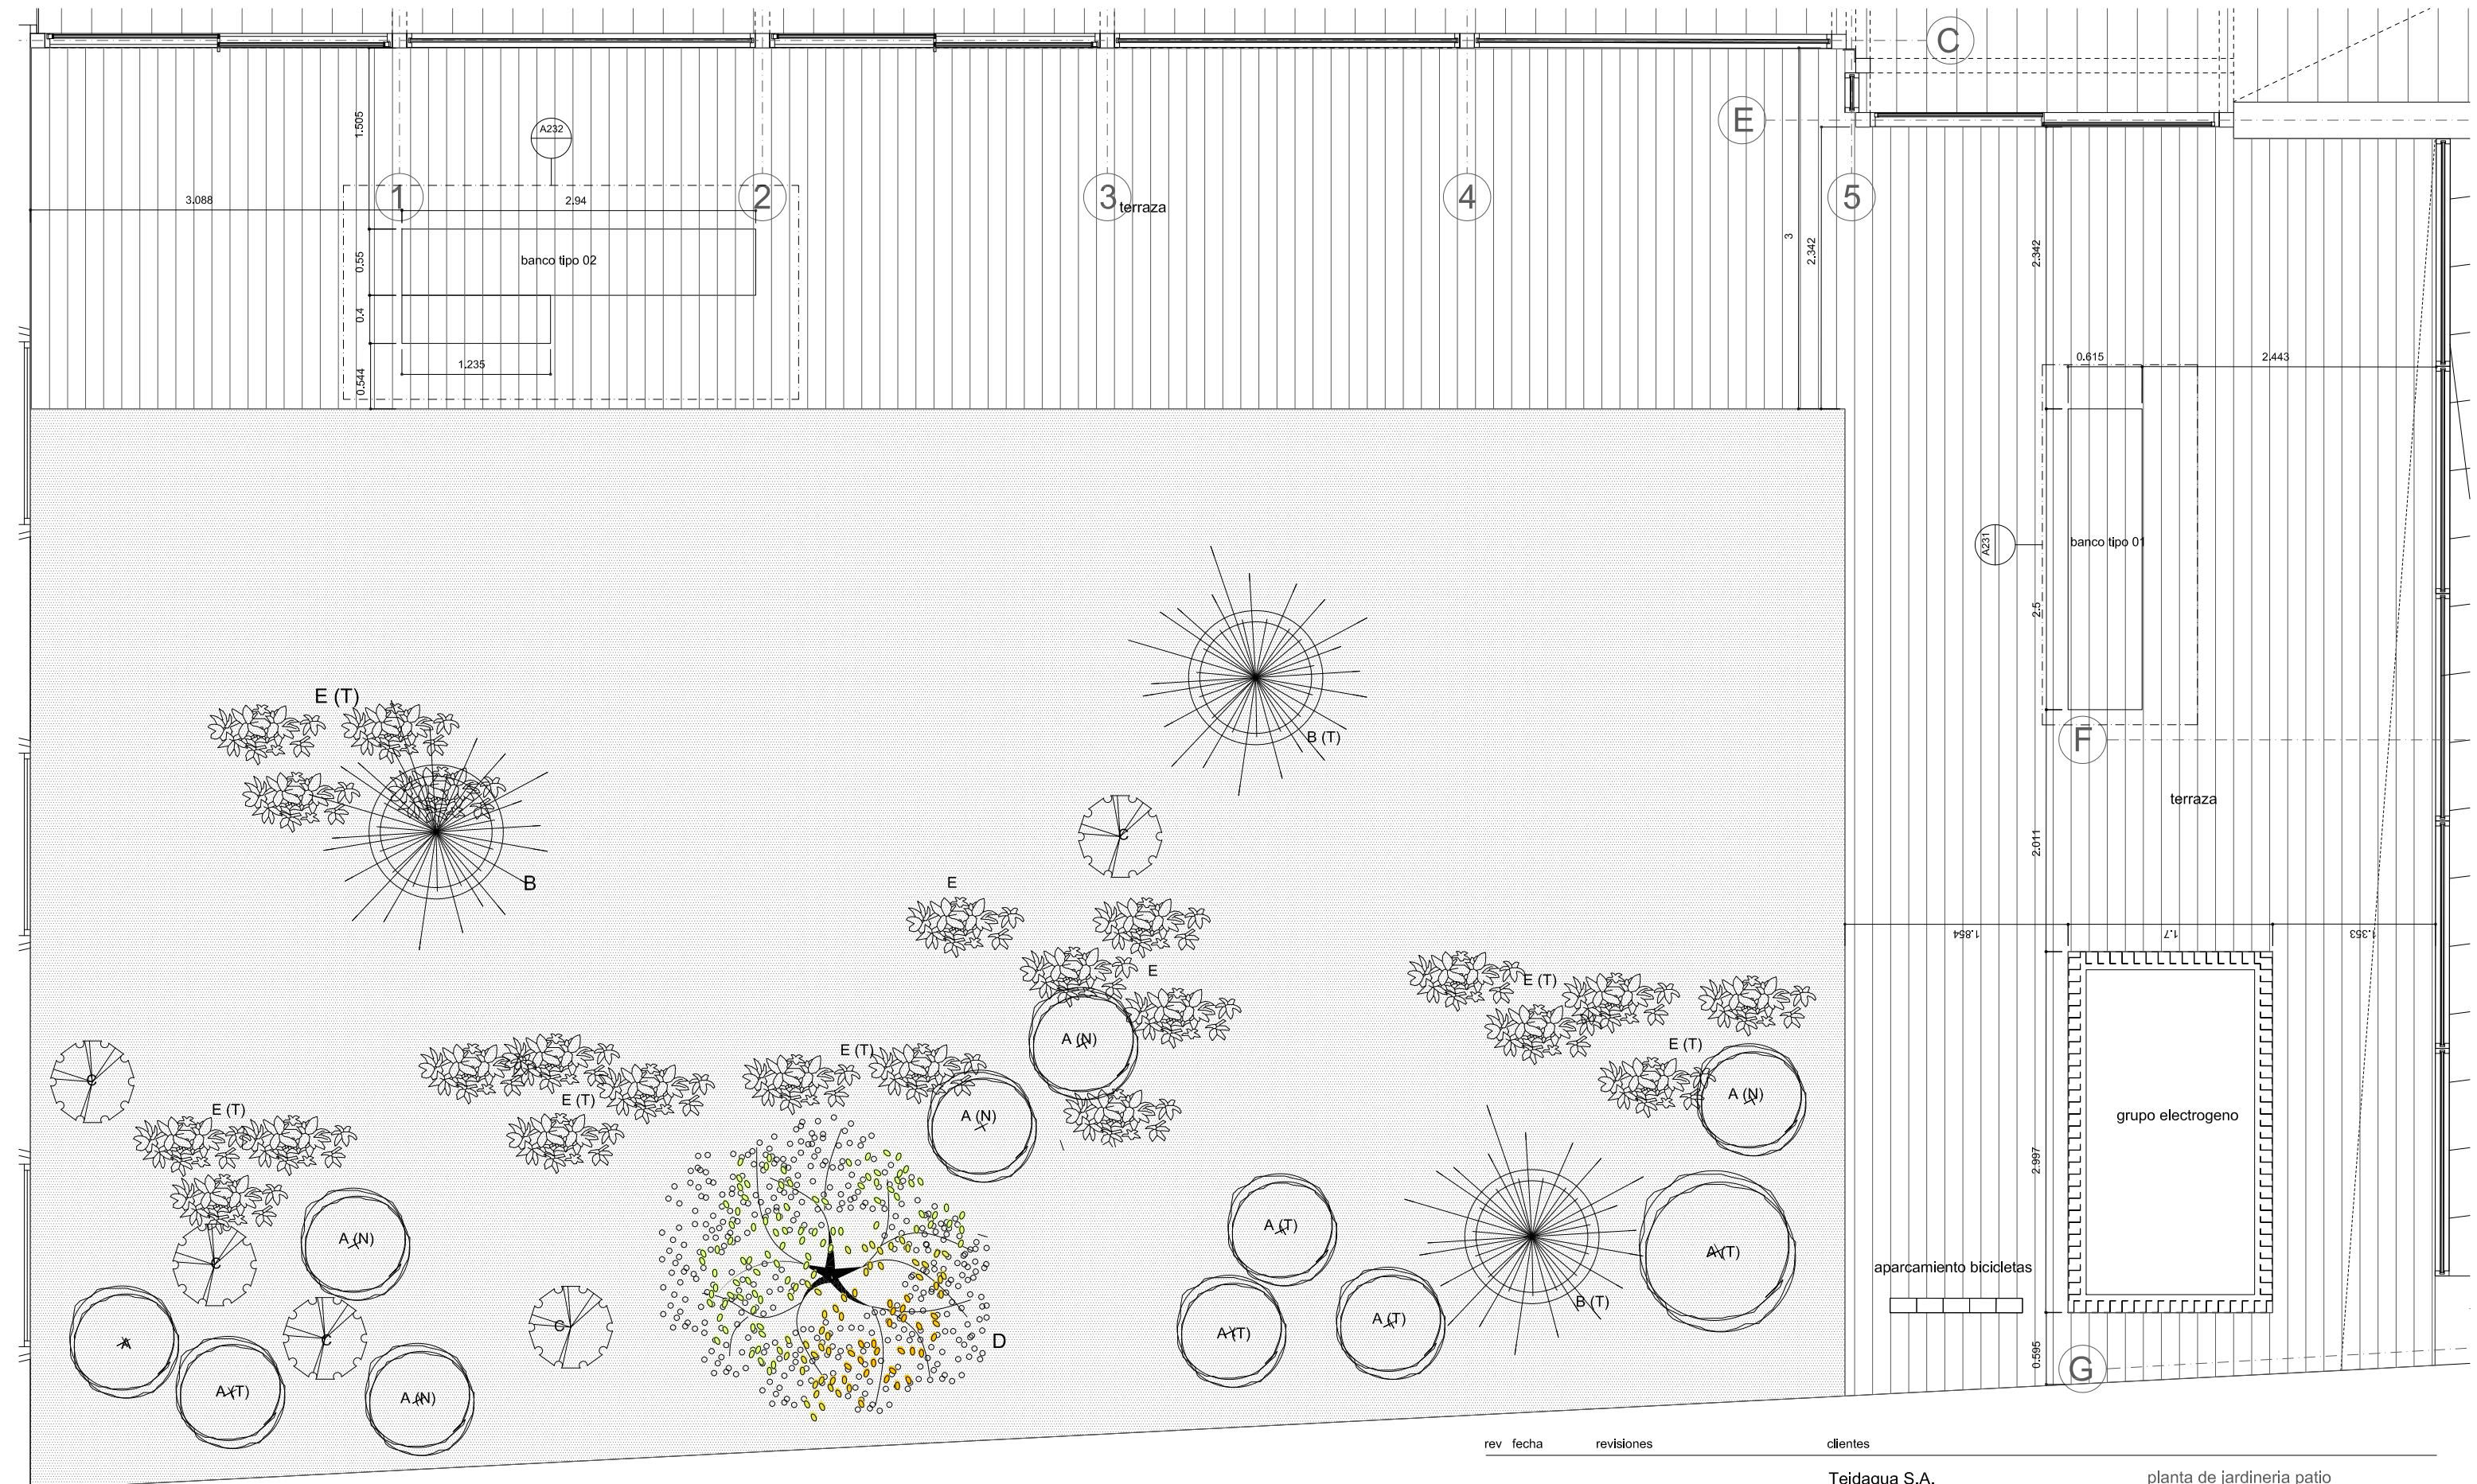 C
E
A232
1.505
1
2
3
terraza
4
5
3.088
2.94
3
2.342
2.342
0.55
banco tipo 02
0.4
1.235
0.544
0.615
2.443
A231
banco tipo 01
2.5
E (T)
B (T)
F
terraza
C
2.011
B
E
1.854
1.7
1.353
E
E (T)
E (T)
A (N)
E (T)
C
E (T)
E (T)
A (N)
A (N)
grupo electrogeno
2.997
A (N)
A (T)
A (T)
C
aparcamiento bicicletas
B (T)
C
A (T)
A
C
A (T)
D
0.595
G
A (T)
A (N)
rev fecha revisiones clientes
Teidagua S.A. planta de jardineria patio